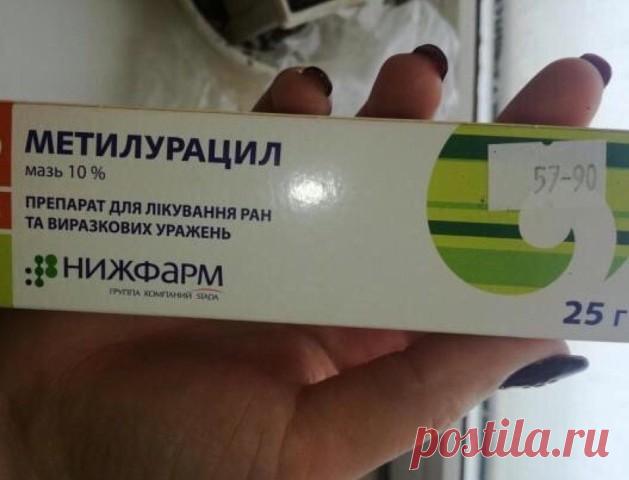 МЕТИЛУРАЦИЛ
мазь 10 %
ПРЕПАРАТ ДЛЯ ЛІКУВАННЯ РАН
ТА ВИРАЗКОВИХ УРАЖЕНЬ
НИЖФАРМ
ГРУППА КОМПАНИЙ STADA
57-90
25 г
postila.ru